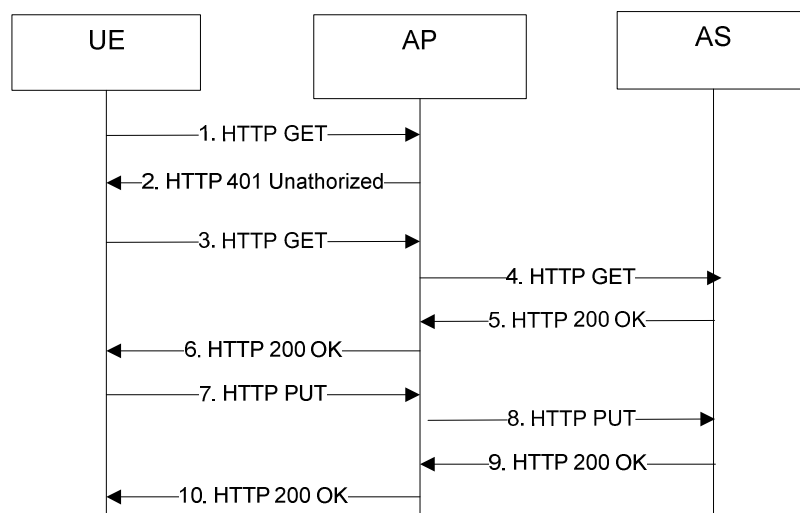 UE
AP
AS
1. HTTP GET
2. HTTP 401 Unathorized
3. HTTP GET
4. HTTP GET
5. HTTP 200 OK
6. HTTP 200 OK
7. HTTP PUT
8. HTTP PUT
9. HTTP 200 OK
10. HTTP 200 OK